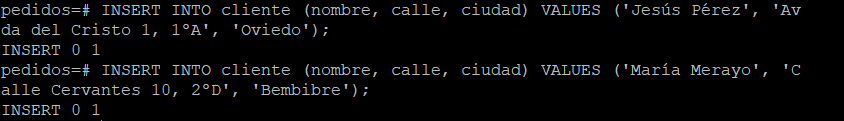 pedidos=# INSERT INTO cliente (nombre, calle, ciudad) VALUES ('Jesús Pérez', 'Av
da del Cristo 1, 1ºA', 'Oviedo');
INSERT 0 1
pedidos=# INSERT INTO cliente (nombre, calle, ciudad) VALUES ('María Merayo', 'C
alle Cervantes 10, 2ºD', 'Bembibre');
INSERT 0 1